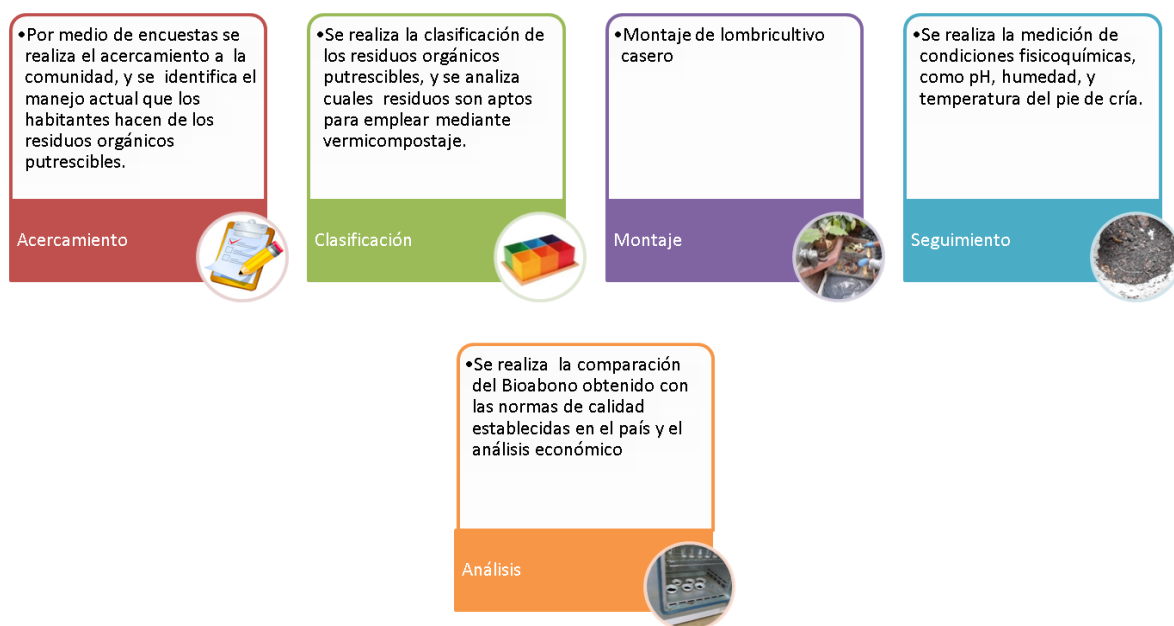 •Por medio de encuestas se
realiza el acercamiento a la
comunidad, y se identifica el
manejo actual que los
habitantes hacen de los
residuos orgánicos
putrescibles.
Acercamiento
•Se realiza la clasificación de
los residuos orgánicos
putrescibles, y se analiza
cuales residuos son aptos
para emplear mediante
vermicompostaje.
Clasificación
•Montaje de lombricultivo
casero
Montaje
•Se realiza la medición de
condiciones fisicoquímicas,
como pH, humedad, y
temperatura del pie de cría.
Seguimiento
•Se realiza la comparación
del Bioabono obtenido con
las normas de calidad
establecidas en el país y el
análisis económico
Análisis